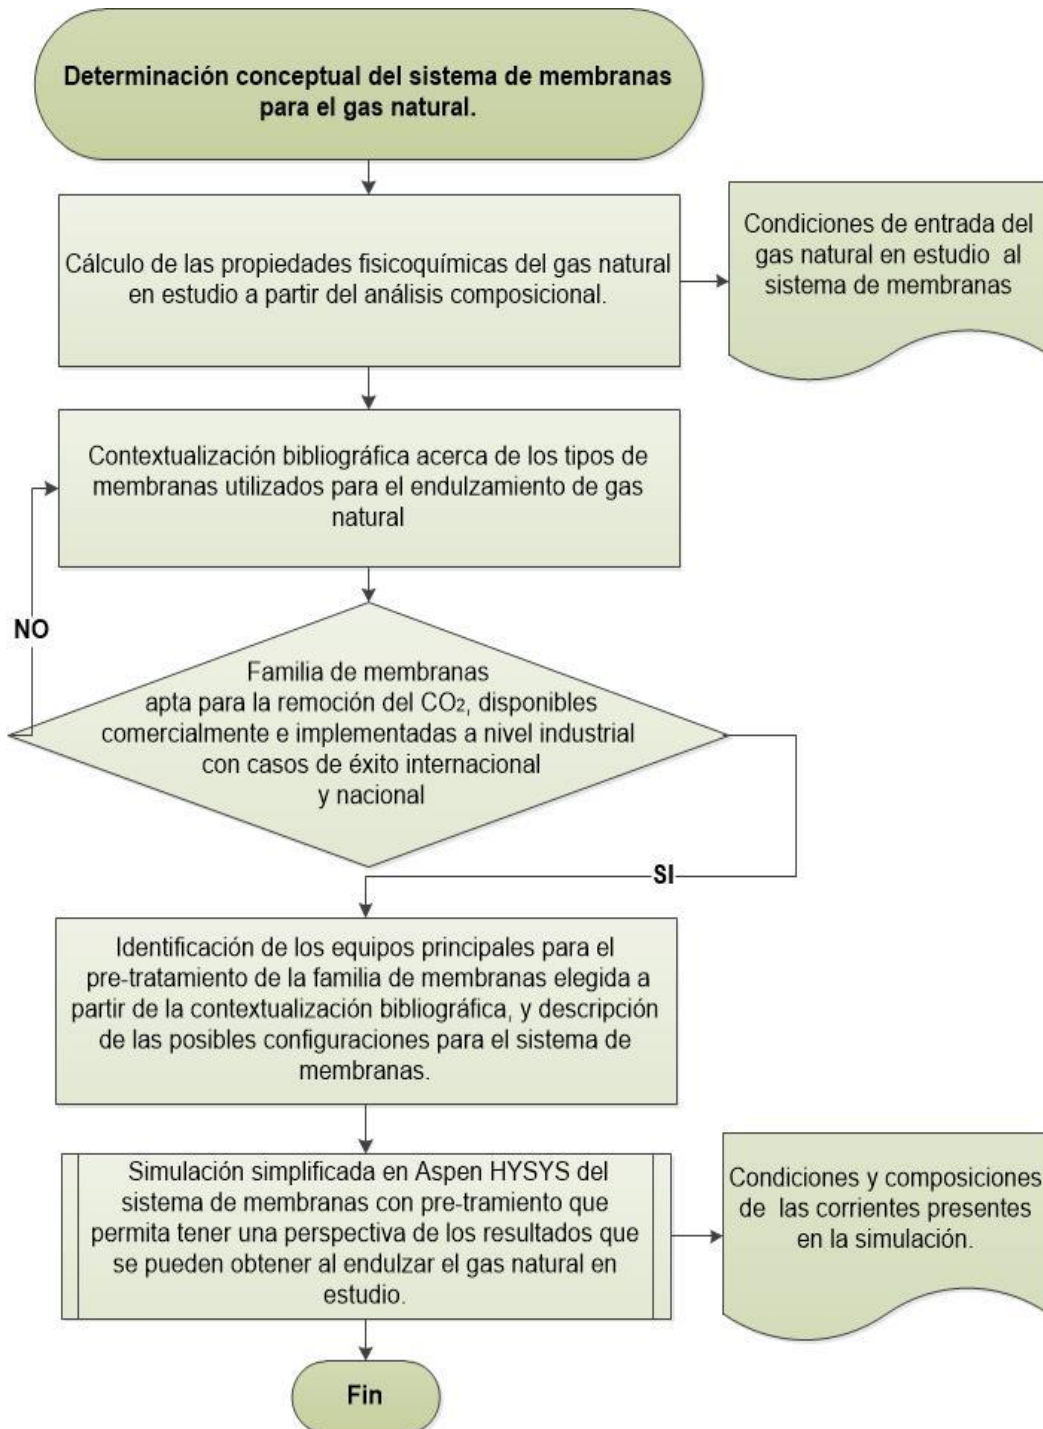 Determinación conceptual del sistema de membranas
para el gas natural.
Cálculo de las propiedades fisicoquímicas del gas natural
en estudio a partir del análisis composicional.
Condiciones de entrada del
gas natural en estudio al
sistema de membranas
Contextualización bibliográfica acerca de los tipos de
membranas utilizados para el endulzamiento de gas
natural
NO
Familia de membranas
apta para la remoción del CO₂, disponibles
comercialmente e implementadas a nivel industrial
con casos de éxito internacional
y nacional
SI
Identificación de los equipos principales para el
pre-tratamiento de la familia de membranas elegida a
partir de la contextualización bibliográfica, y descripción
de las posibles configuraciones para el sistema de
membranas.
Simulación simplificada en Aspen HYSYS del
sistema de membranas con pre-tramiento que
permita tener una perspectiva de los resultados que
se pueden obtener al endulzar el gas natural en
estudio.
Condiciones y composiciones
de las corrientes presentes
en la simulación.
Fin